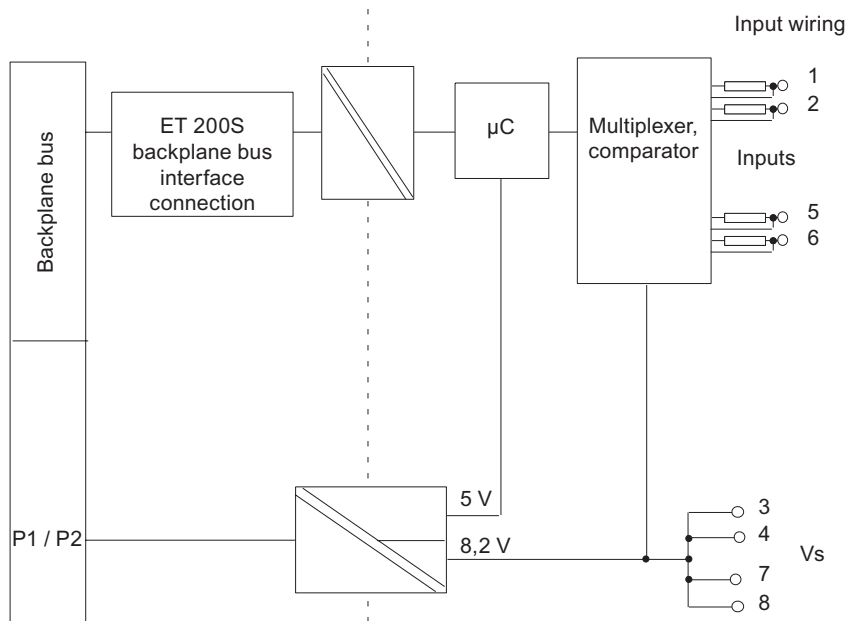 Input wiring
Backplane bus
ET 200S
backplane bus
interface
connection
µC
Multiplexer,
comparator
1
2
Inputs
5
6
P1 / P2
5 V
8,2 V
3
4
Vs
7
8